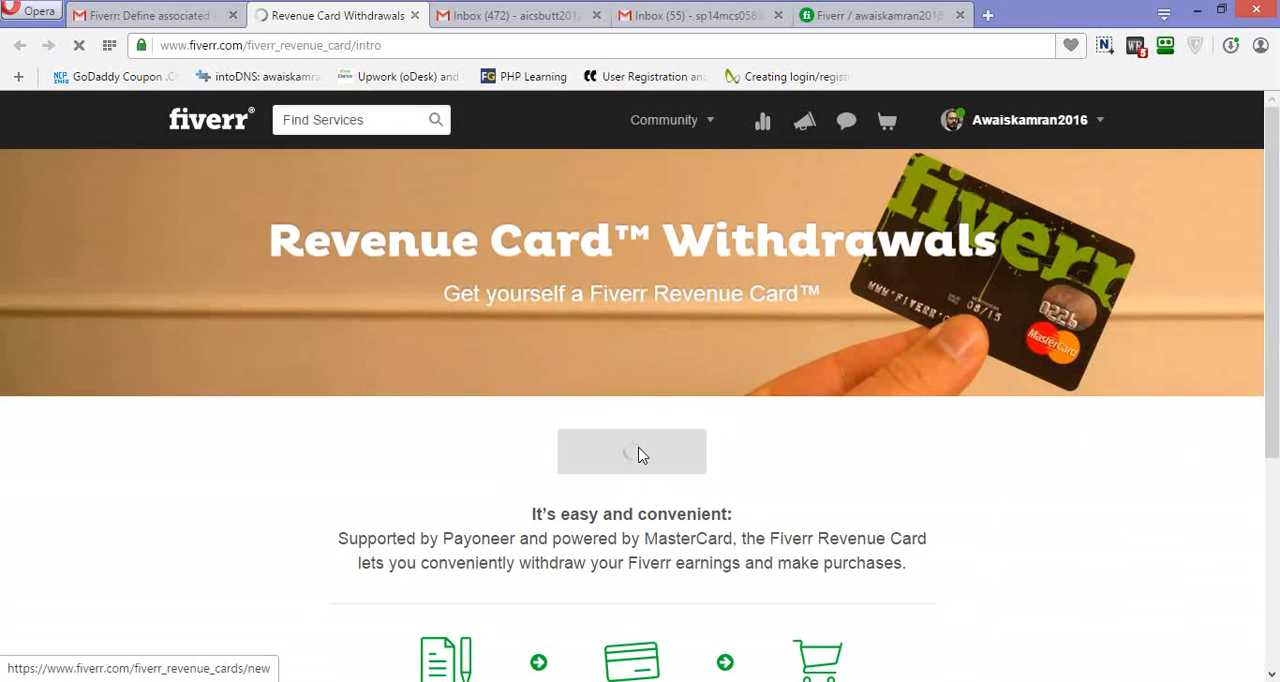 Opera
Fiverr: Define associated
Revenue Card Withdrawals
Inbox (472) - aicsbutt201
Inbox (55) - sp14mcs058
Fiverr / awaiskamran2016
www.fiverr.com/fiverr_revenue_card/intro
GoDaddy Coupon .C
intoDNS: awaiskamra
Upwork (oDesk) and
PHP Learning
User Registration an
Creating login/regist
fiverr®
Find Services
Community
Awaiskamran2016
fiverr
Revenue Card™ Withdrawals
Get yourself a Fiverr Revenue Card™
WWW.FIVERR.C
08/15
0226
MasterCard
It's easy and convenient:
Supported by Payoneer and powered by MasterCard, the Fiverr Revenue Card
lets you conveniently withdraw your Fiverr earnings and make purchases.
https://www.fiverr.com/fiverr_revenue_cards/new